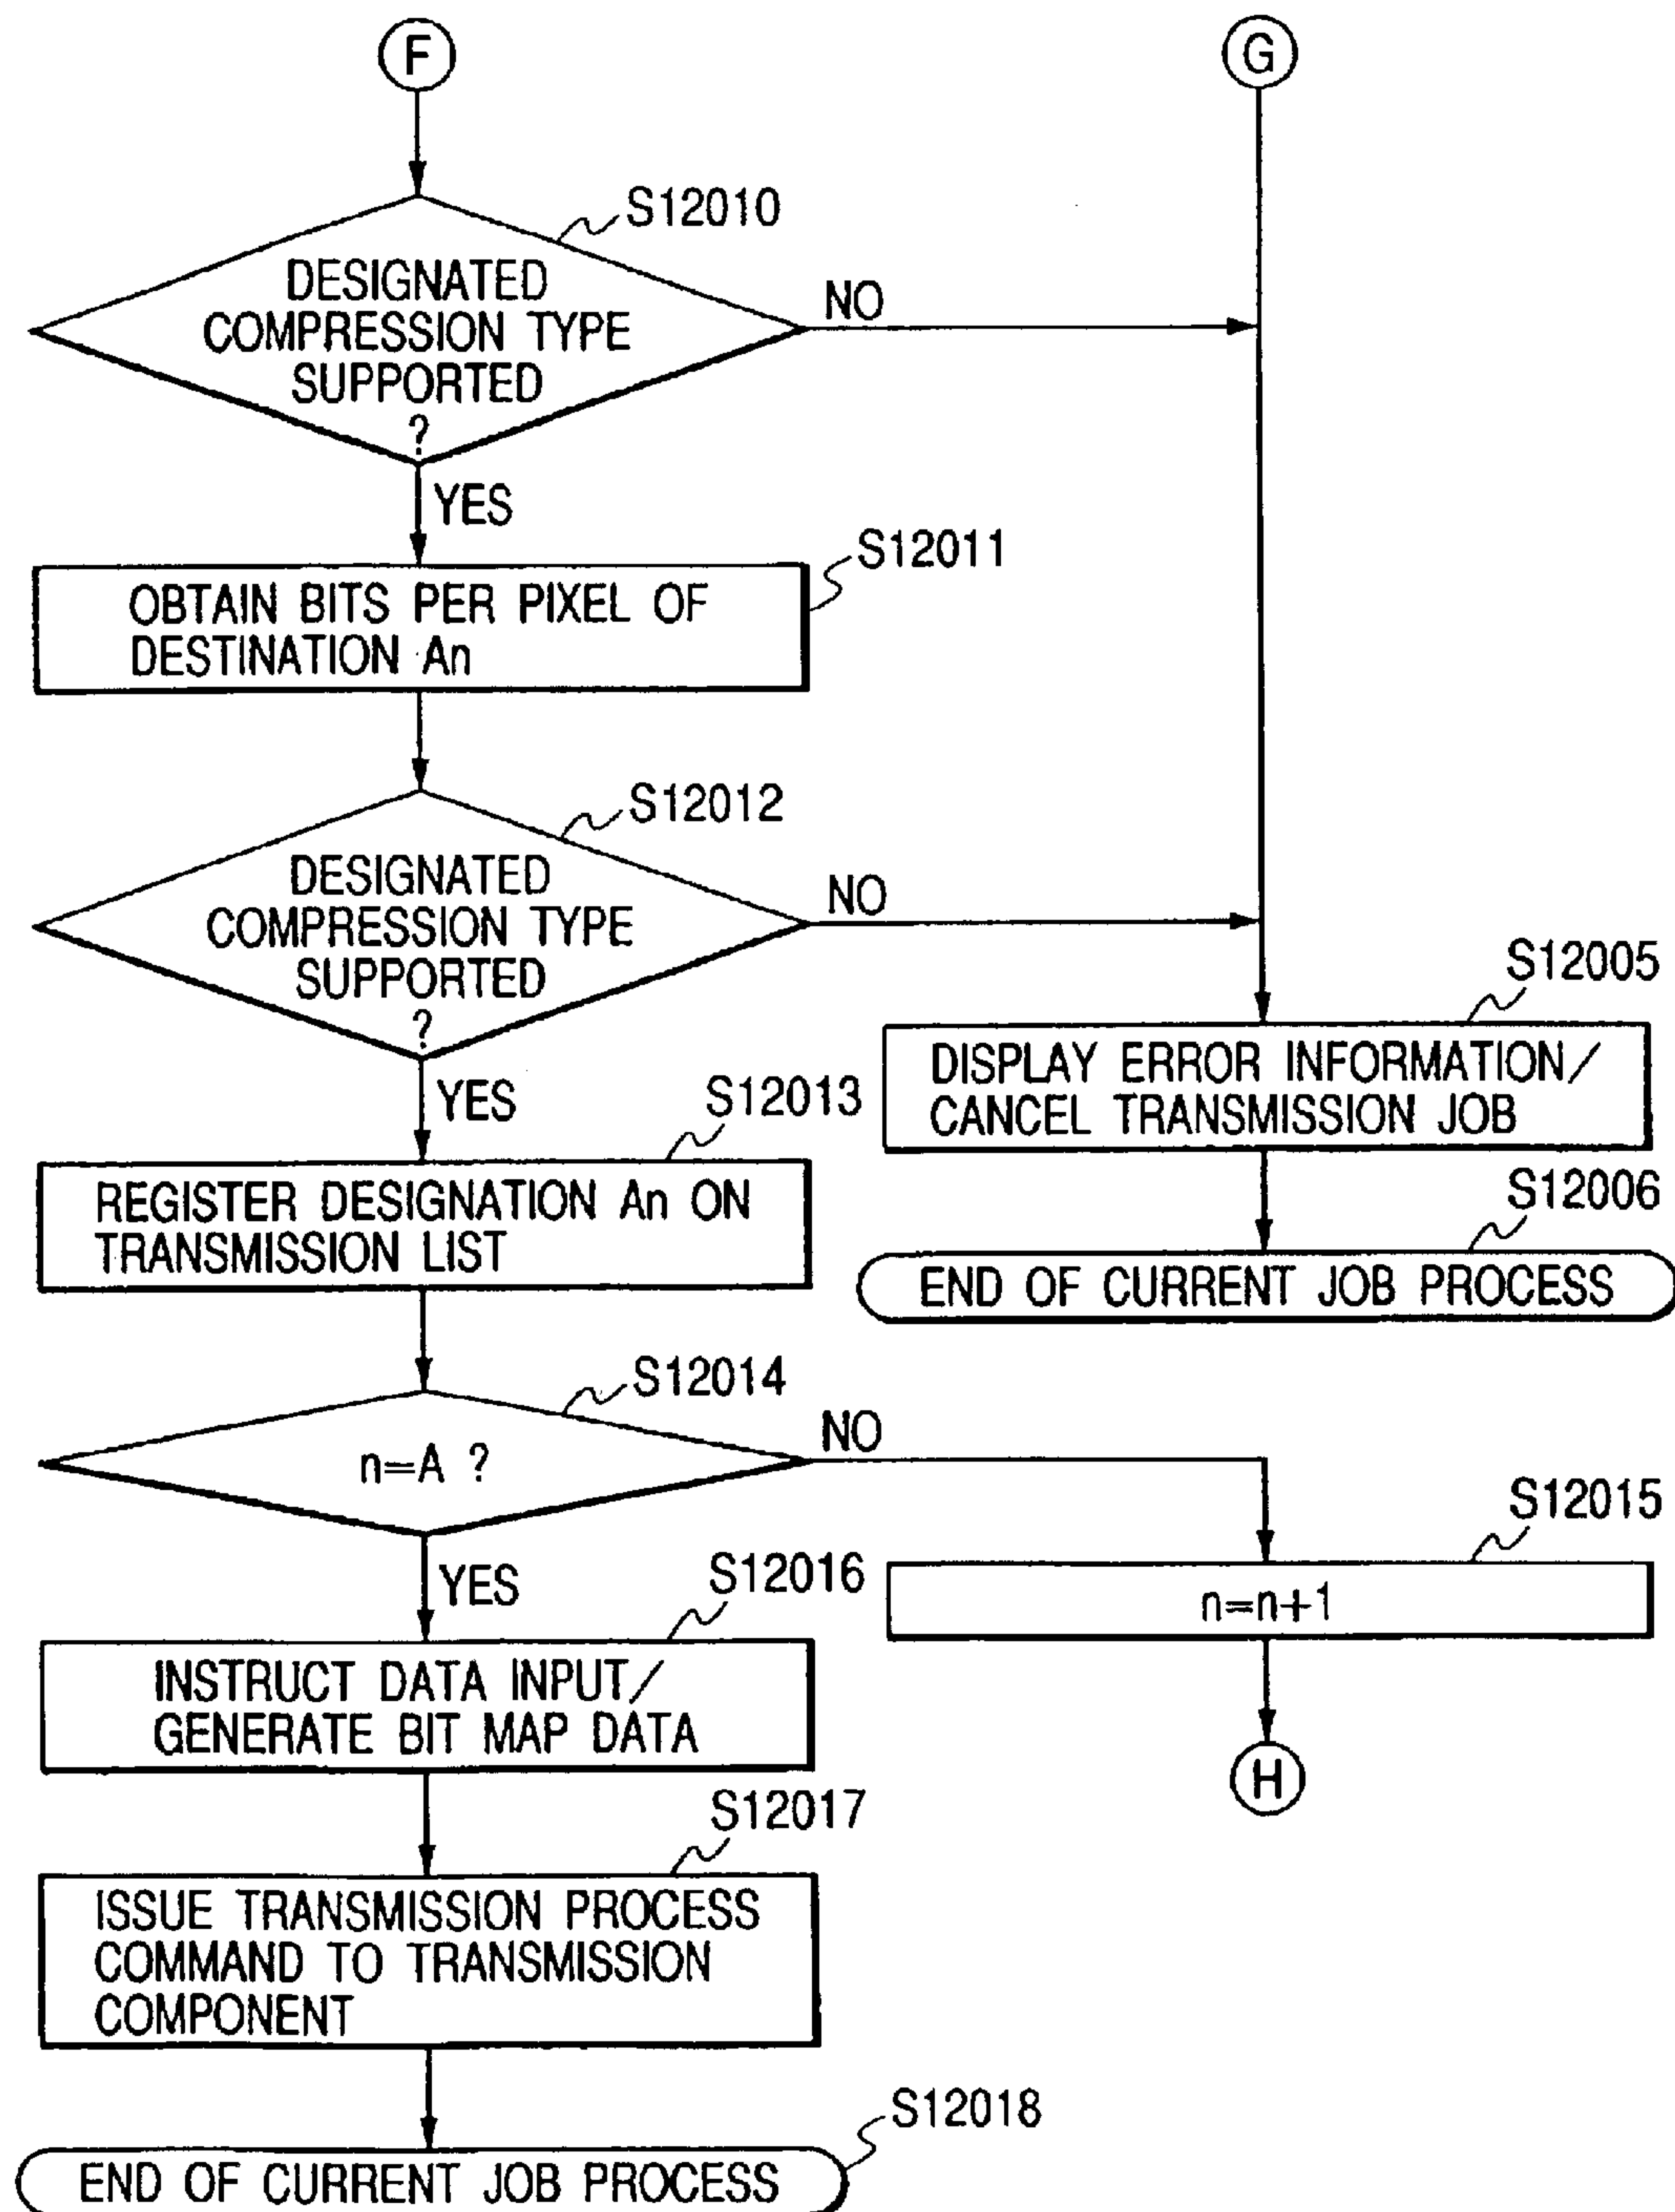 F
G
S12010
DESIGNATED
COMPRESSION TYPE
SUPPORTED
?
NO
YES
S12011
OBTAIN BITS PER PIXEL OF
DESTINATION An
S12012
DESIGNATED
COMPRESSION TYPE
SUPPORTED
?
NO
YES
S12005
DISPLAY ERROR INFORMATION/
CANCEL TRANSMISSION JOB
S12006
END OF CURRENT JOB PROCESS
S12013
REGISTER DESIGNATION An ON
TRANSMISSION LIST
S12014
n=A ?
NO
YES
S12015
n=n+1
H
S12016
INSTRUCT DATA INPUT/
GENERATE BIT MAP DATA
S12017
ISSUE TRANSMISSION PROCESS
COMMAND TO TRANSMISSION
COMPONENT
S12018
END OF CURRENT JOB PROCESS